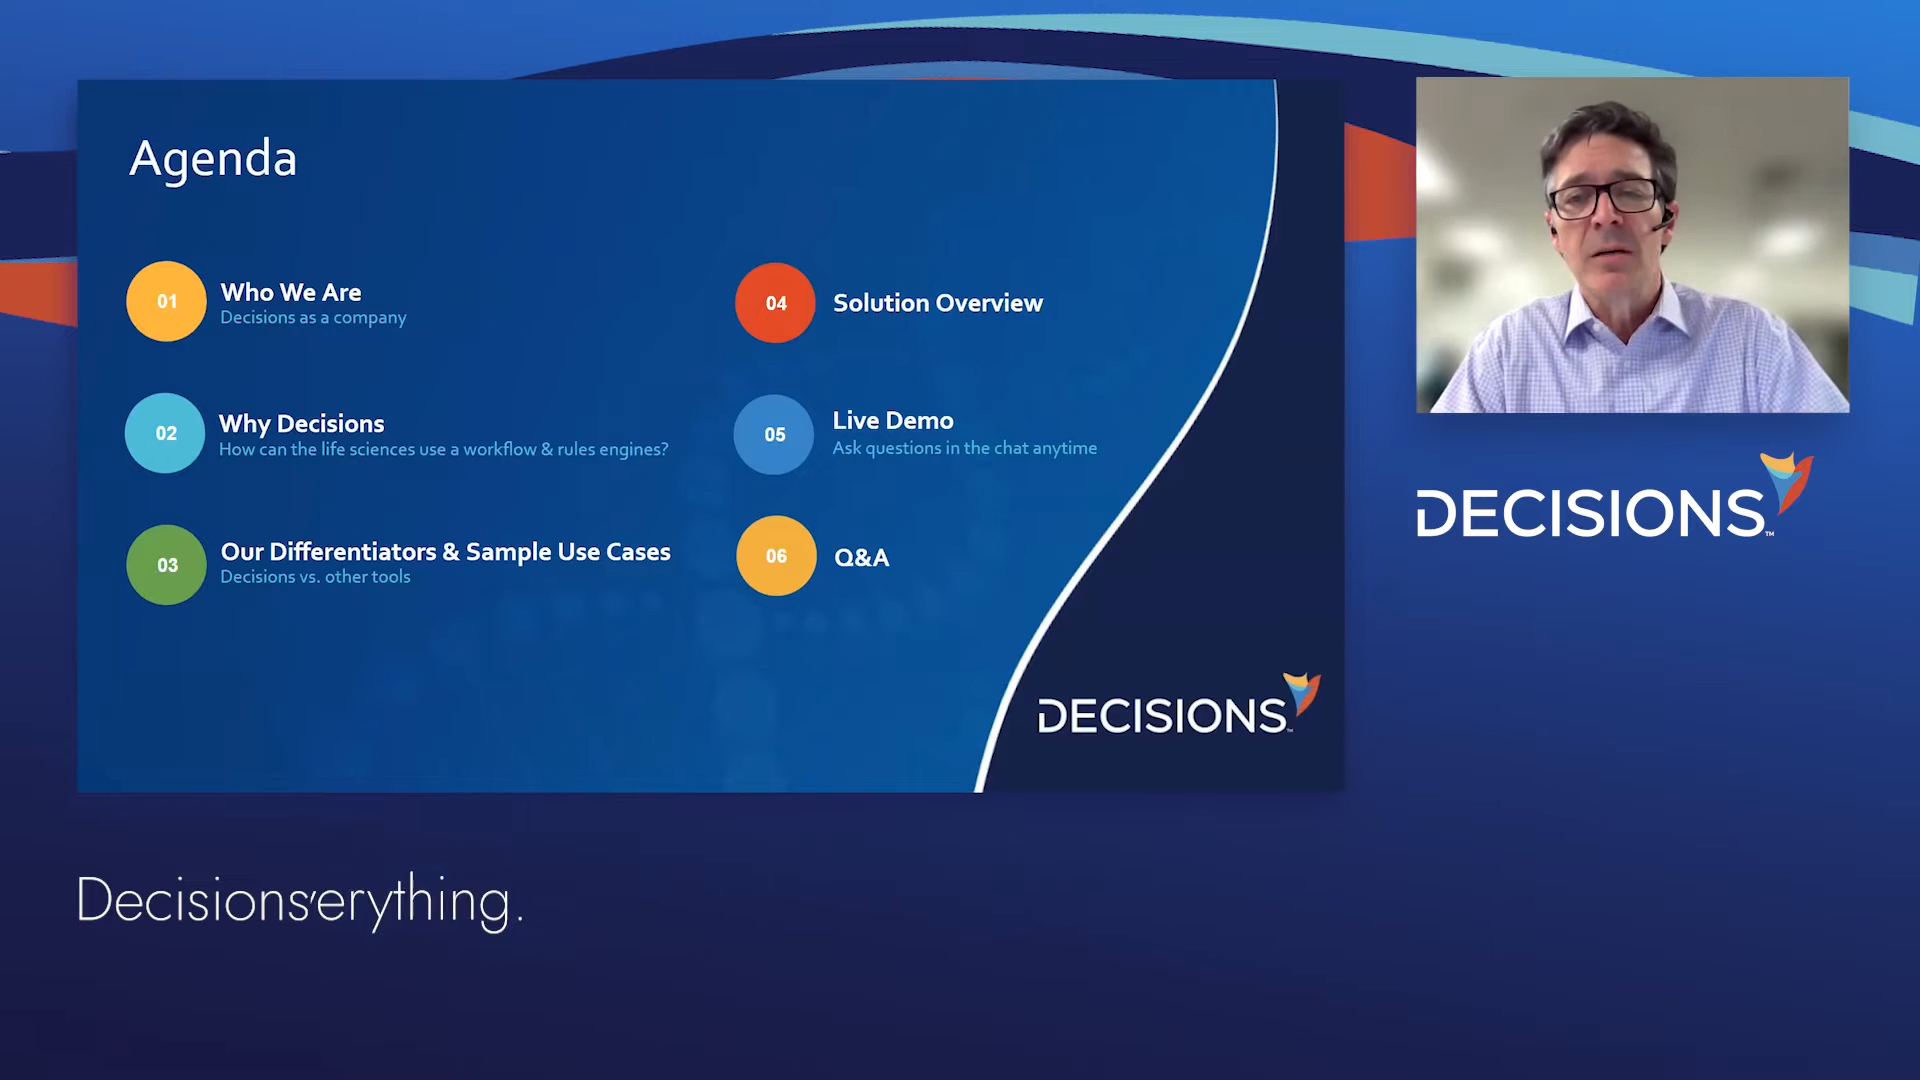 Agenda
01
Who We Are
Decisions as a company
02
Why Decisions
How can the life sciences use a workflow & rules engines?
03
Our Differentiators & Sample Use Cases
Decisions vs. other tools
04
Solution Overview
05
Live Demo
Ask questions in the chat anytime
06
Q&A
DECISIONS™
DECISIONS™
Decisions'erything.